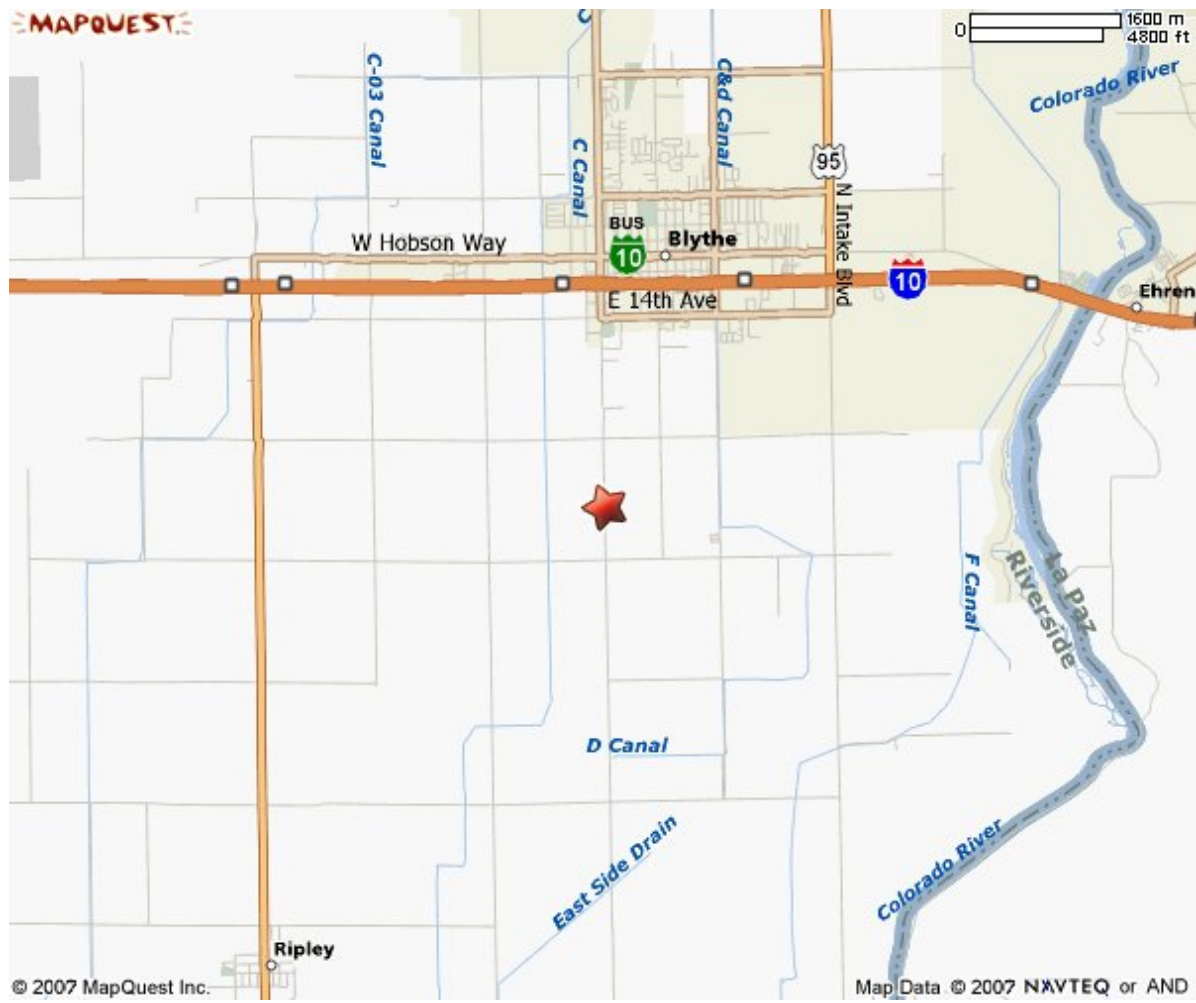 MAPQUEST
0
1600 m
4800 ft
Colorado River
C-03 Canal
C&d Canal
C Canal
95
N Intake Blvd
BUS
10
W Hobson Way
Blythe
10
E 14th Ave
Ehren
F Canal
La Paz
Riverside
D Canal
East Side Drain
Colorado River
Ripley
© 2007 MapQuest Inc.
Map Data © 2007 NAVTEQ or AND